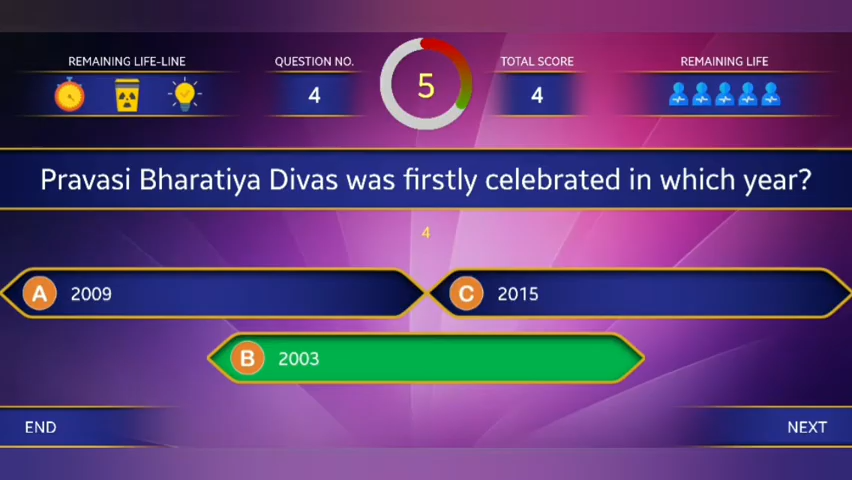 REMAINING LIFE-LINE
QUESTION NO.
TOTAL SCORE
REMAINING LIFE
4
5
4
Pravasi Bharatiya Divas was firstly celebrated in which year?
4
A 2009
C 2015
B 2003
END
NEXT